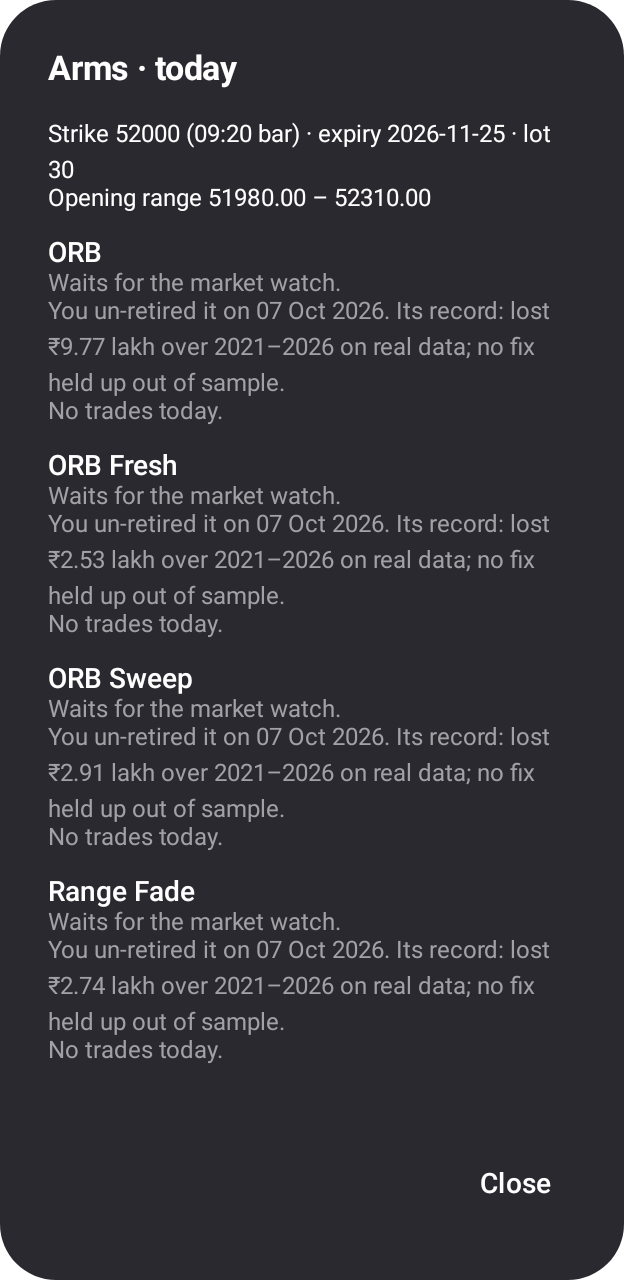 Arms · today
Strike 52000 (09:20 bar) · expiry 2026-11-25 · lot
30
Opening range 51980.00 – 52310.00
ORB
Waits for the market watch.
You un-retired it on 07 Oct 2026. Its record: lost
₹9.77 lakh over 2021–2026 on real data; no fix
held up out of sample.
No trades today.
ORB Fresh
Waits for the market watch.
You un-retired it on 07 Oct 2026. Its record: lost
₹2.53 lakh over 2021–2026 on real data; no fix
held up out of sample.
No trades today.
ORB Sweep
Waits for the market watch.
You un-retired it on 07 Oct 2026. Its record: lost
₹2.91 lakh over 2021–2026 on real data; no fix
held up out of sample.
No trades today.
Range Fade
Waits for the market watch.
You un-retired it on 07 Oct 2026. Its record: lost
₹2.74 lakh over 2021–2026 on real data; no fix
held up out of sample.
No trades today.
Close